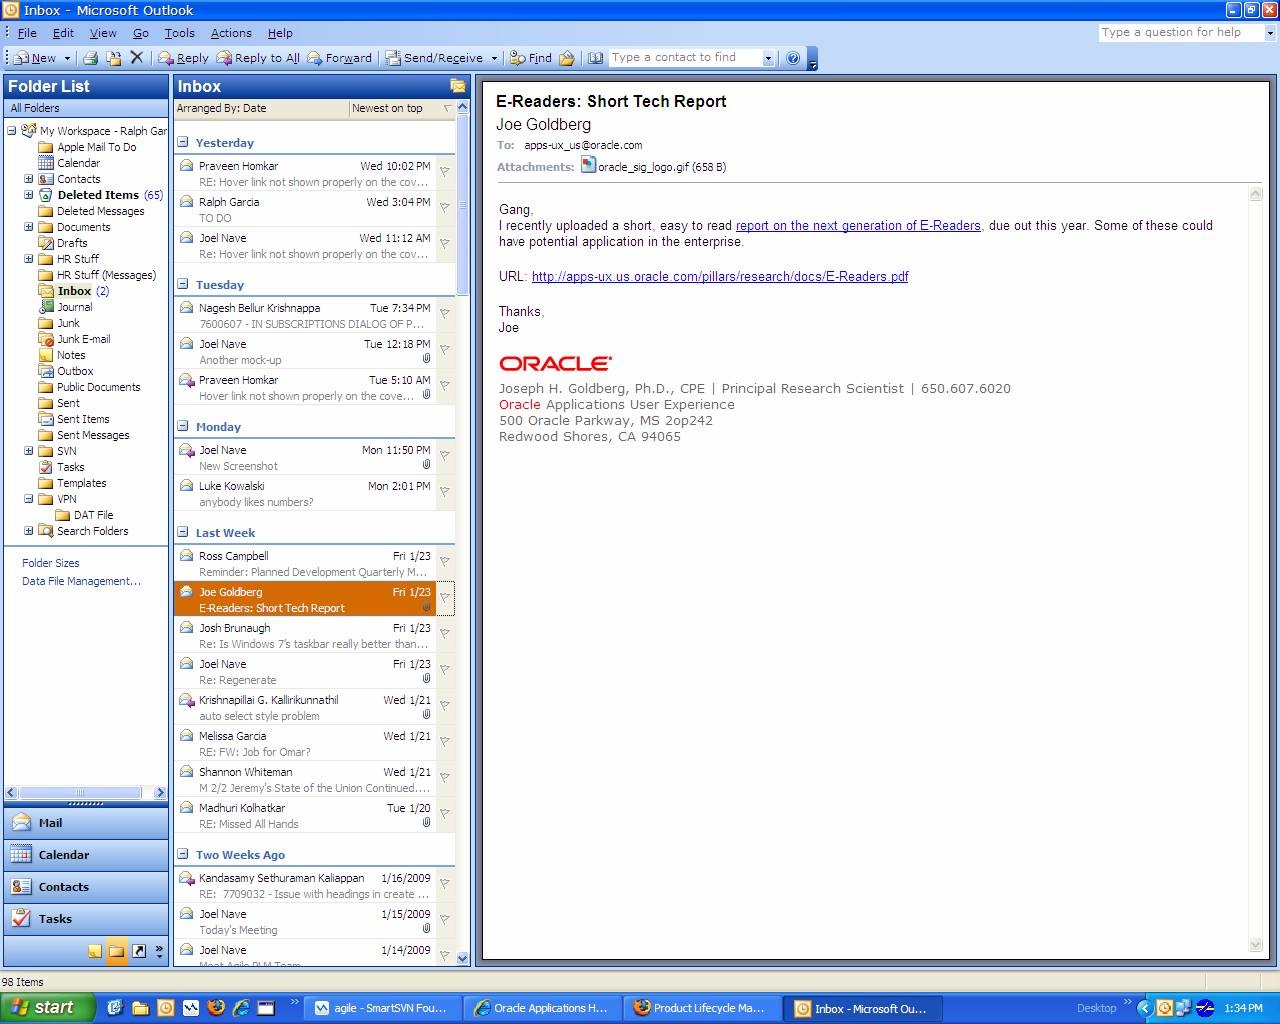 Inbox - Microsoft Outlook
File Edit View Go Tools Actions Help
Type a question for help
New Reply Reply to All Forward Send/Receive Find Type a contact to find
Folder List
All Folders
My Workspace - Ralph Gar
Apple Mail To Do
Calendar
Contacts
Deleted Items (65)
Deleted Messages
Documents
Drafts
HR Stuff
HR Stuff (Messages)
Inbox (2)
Journal
Junk
Junk E-mail
Notes
Outbox
Public Documents
Sent
Sent Items
Sent Messages
SVN
Tasks
Templates
VPN
DAT File
Search Folders
Folder Sizes
Data File Management...
Mail
Calendar
Contacts
Tasks
Inbox
Arranged By: Date Newest on top
Yesterday
Praveen Homkar Wed 10:02 PM
RE: Hover link not shown properly on the cov...
Ralph Garcia Wed 3:04 PM
TO DO
Joel Nave Wed 11:12 AM
Re: Hover link not shown properly on the cov...
Tuesday
Nagesh Bellur Krishnappa Tue 7:34 PM
7600607 - IN SUBSCRIPTIONS DIALOG OF P...
Joel Nave Tue 12:18 PM
Another mock-up
Praveen Homkar Tue 5:10 AM
Hover link not shown properly on the cove...
Monday
Joel Nave Mon 11:50 PM
New Screenshot
Luke Kowalski Mon 2:01 PM
anybody likes numbers?
Last Week
Ross Campbell Fri 1/23
Reminder: Planned Development Quarterly M...
Joe Goldberg Fri 1/23
E-Readers: Short Tech Report
Josh Brunaugh Fri 1/23
Re: Is Windows 7's taskbar really better than...
Joel Nave Fri 1/23
Re: Regenerate
Krishnapillai G. Kallirikunnathil Wed 1/21
auto select style problem
Melissa Garcia Wed 1/21
RE: FW: Job for Omar?
Shannon Whiteman Wed 1/21
M 2/2 Jeremy's State of the Union Continued....
Madhuri Kolhatkar Tue 1/20
RE: Missed All Hands
Two Weeks Ago
Kandasamy Sethuraman Kaliappan 1/16/2009
RE: 7709032 - Issue with headings in create ...
Joel Nave 1/15/2009
Today's Meeting
Joel Nave 1/14/2009
Meet Agile PLM Team
E-Readers: Short Tech Report
Joe Goldberg
To: apps-ux_us@oracle.com
Attachments: oracle_sig_logo.gif (658 B)
Gang,
I recently uploaded a short, easy to read report on the next generation of E-Readers, due out this year. Some of these could
have potential application in the enterprise.
URL: http://apps-ux.us.oracle.com/pillars/research/docs/E-Readers.pdf
Thanks,
Joe
ORACLE
Joseph H. Goldberg, Ph.D., CPE | Principal Research Scientist | 650.607.6020
Oracle Applications User Experience
500 Oracle Parkway, MS 2op242
Redwood Shores, CA 94065
98 Items
start agile - SmartSVN Fou... Oracle Applications H... Product Lifecycle Ma... Inbox - Microsoft Ou... Desktop 1:34 PM